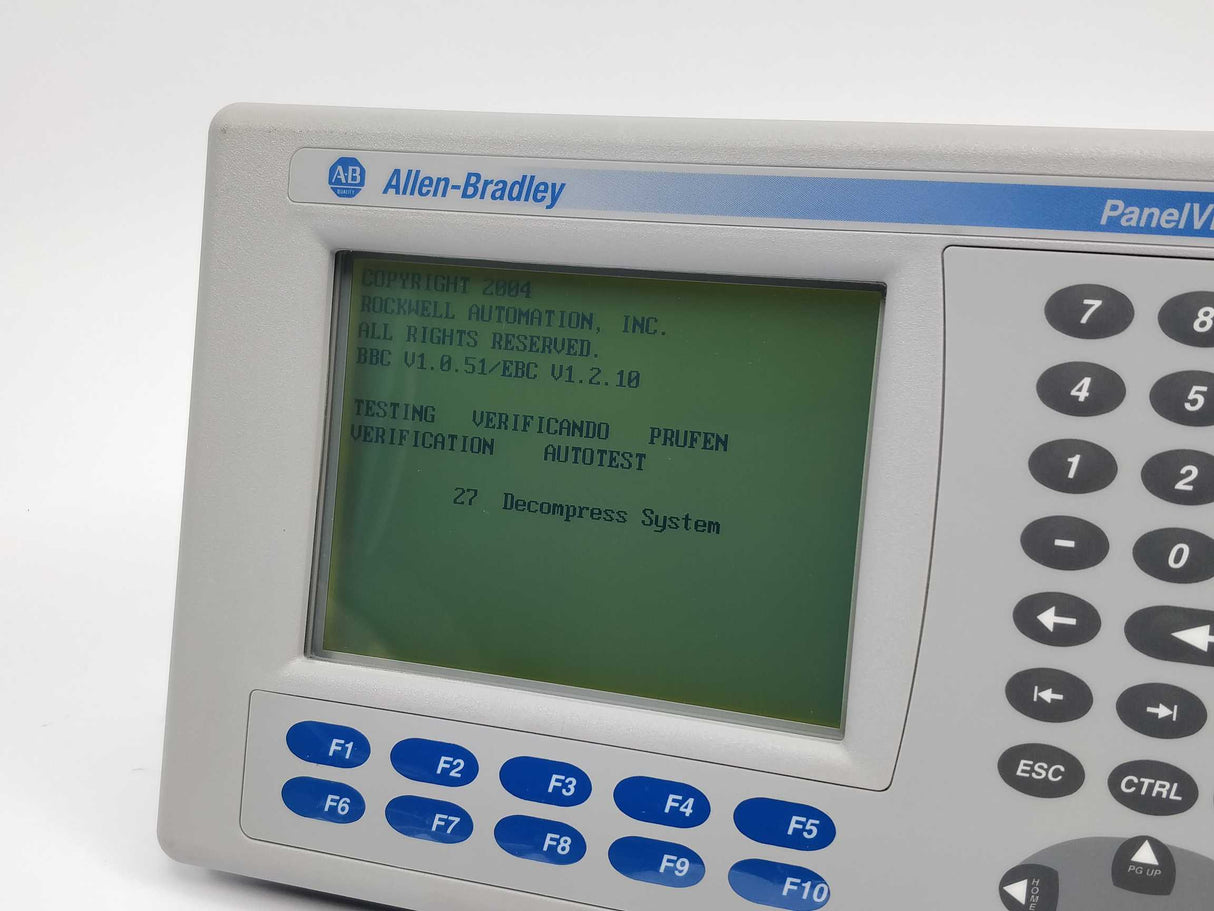 A·B
QUALITY
Allen-Bradley
PanelVi
COPYRIGHT 2004
ROCKWELL AUTOMATION, INC.
ALL RIGHTS RESERVED.
BBC V1.0.51/EBC V1.2.10
TESTING VERIFICANDO PRUFEN
VERIFICATION AUTOTEST
27 Decompress System
7 8
4 5
1 2
- 0
ESC CTRL
F1 F2 F3 F4 F5
F6 F7 F8 F9 F10
PG UP
HOME